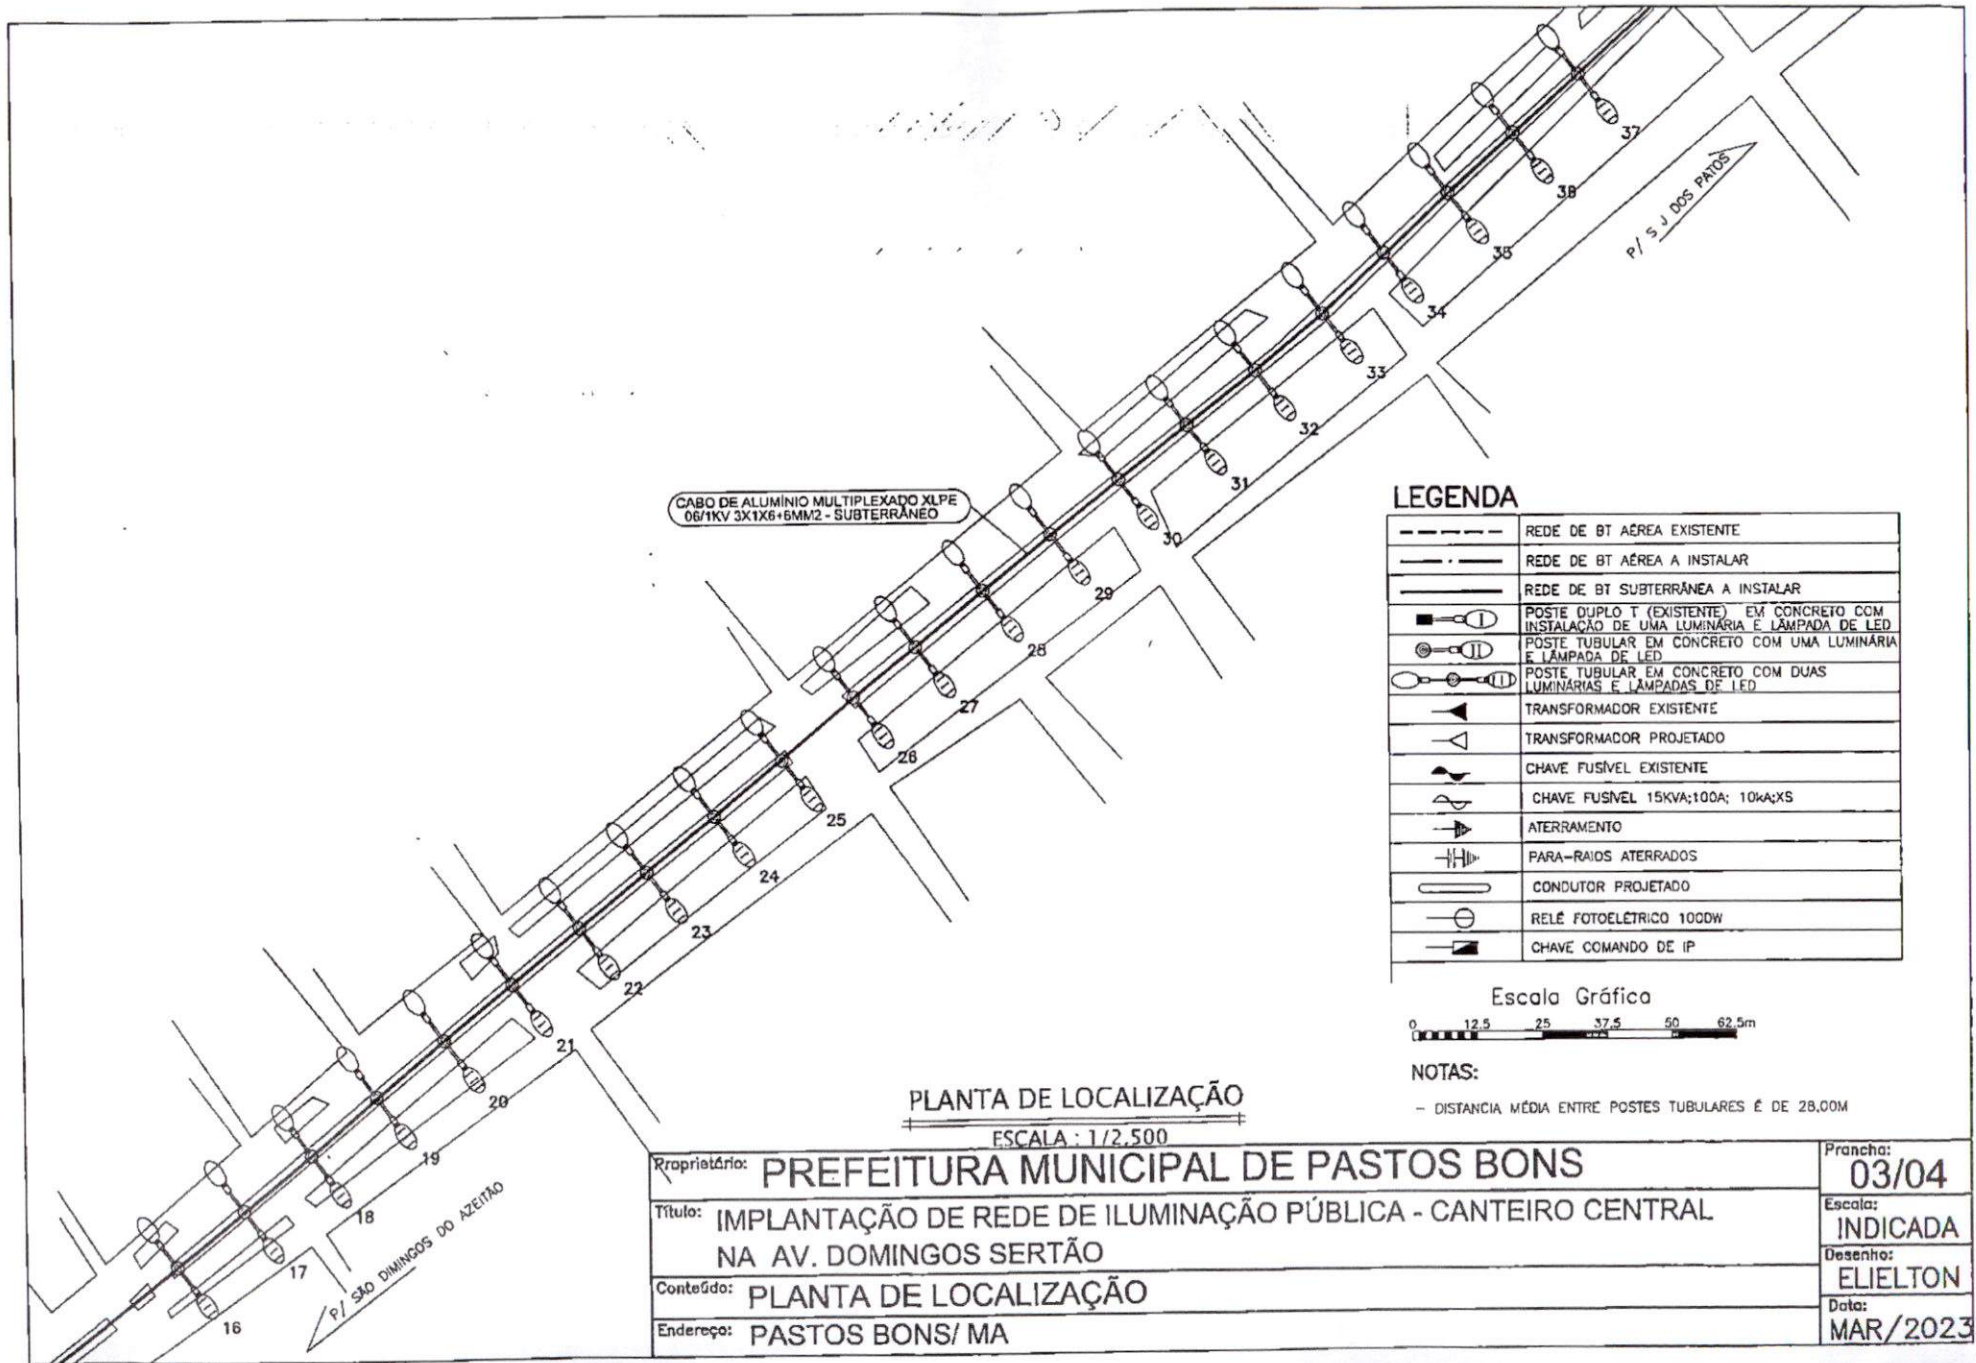 37
38
35
34
33
32
31
30
29
28
27
26
25
24
23
22
21
20
19
18
17
16
P/ S J DOS PATOS
P/ SÃO DIMINGOS DO AZEITÃO
CABO DE ALUMÍNIO MULTIPLEXADO XLPE
06/1KV 3X1X6+6MM2 - SUBTERRÂNEO
LEGENDA
REDE DE BT AÉREA EXISTENTE
REDE DE BT AÉREA A INSTALAR
REDE DE BT SUBTERRÂNEA A INSTALAR
POSTE DUPLO T (EXISTENTE) EM CONCRETO COM
INSTALAÇÃO DE UMA LUMINÁRIA E LÂMPADA DE LED
POSTE TUBULAR EM CONCRETO COM UMA LUMINÁRIA
E LÂMPADA DE LED
POSTE TUBULAR EM CONCRETO COM DUAS
LUMINÁRIAS E LÂMPADAS DE LED
TRANSFORMADOR EXISTENTE
TRANSFORMADOR PROJETADO
CHAVE FUSÍVEL EXISTENTE
CHAVE FUSÍVEL 15KVA;100A; 10kA;XS
ATERRAMENTO
PARA-RAIOS ATERRADOS
CONDUTOR PROJETADO
RELÉ FOTOELÉTRICO 1000W
CHAVE COMANDO DE IP
Escala Gráfica
0 12.5 25 37.5 50 62.5m
NOTAS:
- DISTANCIA MÉDIA ENTRE POSTES TUBULARES É DE 28.00M
PLANTA DE LOCALIZAÇÃO
ESCALA : 1/2.500
Proprietário: PREFEITURA MUNICIPAL DE PASTOS BONS
Título: IMPLANTAÇÃO DE REDE DE ILUMINAÇÃO PÚBLICA - CANTEIRO CENTRAL
NA AV. DOMINGOS SERTÃO
Conteúdo: PLANTA DE LOCALIZAÇÃO
Endereço: PASTOS BONS/ MA
Prancha:
03/04
Escala:
INDICADA
Desenho:
ELIELTON
Data:
MAR/2023